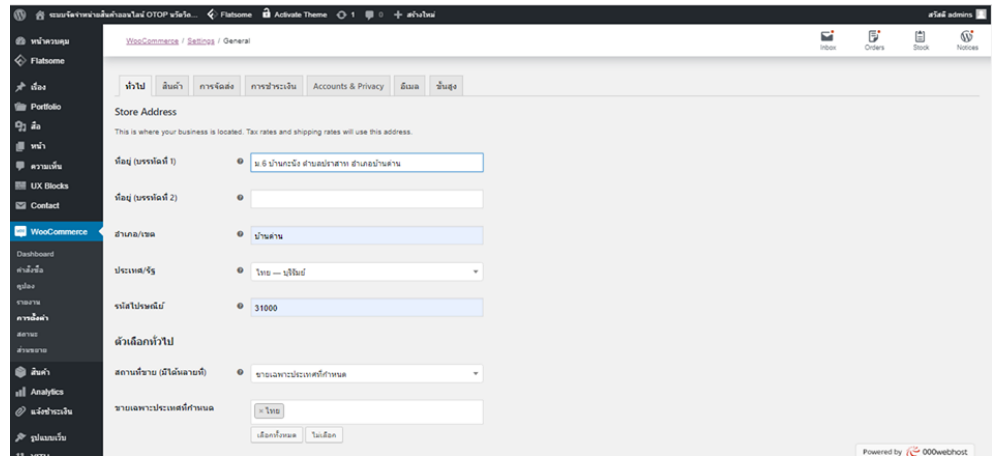 ระบบจัดจำหน่ายสินค้าออนไลน์ OTOP จังหวัด... Flatsome Activate Theme 1 0 สร้างใหม่ สวัสดี admins
WooCommerce / Settings / General
Inbox Orders Stock Notices
หน้าควบคุม
Flatsome
เรื่อง
Portfolio
สื่อ
หน้า
ความเห็น
UX Blocks
Contact
WooCommerce
Dashboard
คำสั่งซื้อ
คูปอง
รายงาน
การตั้งค่า
สถานะ
ส่วนขยาย
สินค้า
Analytics
แจ้งชำระเงิน
รูปแบบเว็บ
ทั่วไป สินค้า การจัดส่ง การชำระเงิน Accounts & Privacy อีเมล ขั้นสูง
Store Address
This is where your business is located. Tax rates and shipping rates will use this address.
ที่อยู่ (บรรทัดที่ 1) ม.6 บ้านกะนัง ตำบลปราสาท อำเภอบ้านด่าน
ที่อยู่ (บรรทัดที่ 2)
อำเภอ/เขต บ้านด่าน
ประเทศ/รัฐ ไทย — บุรีรัมย์
รหัสไปรษณีย์ 31000
ตัวเลือกทั่วไป
สถานที่ขาย (มีได้หลายที่) ขายเฉพาะประเทศที่กำหนด
ขายเฉพาะประเทศที่กำหนด × ไทย
เลือกทั้งหมด ไม่เลือก
Powered by 000webhost